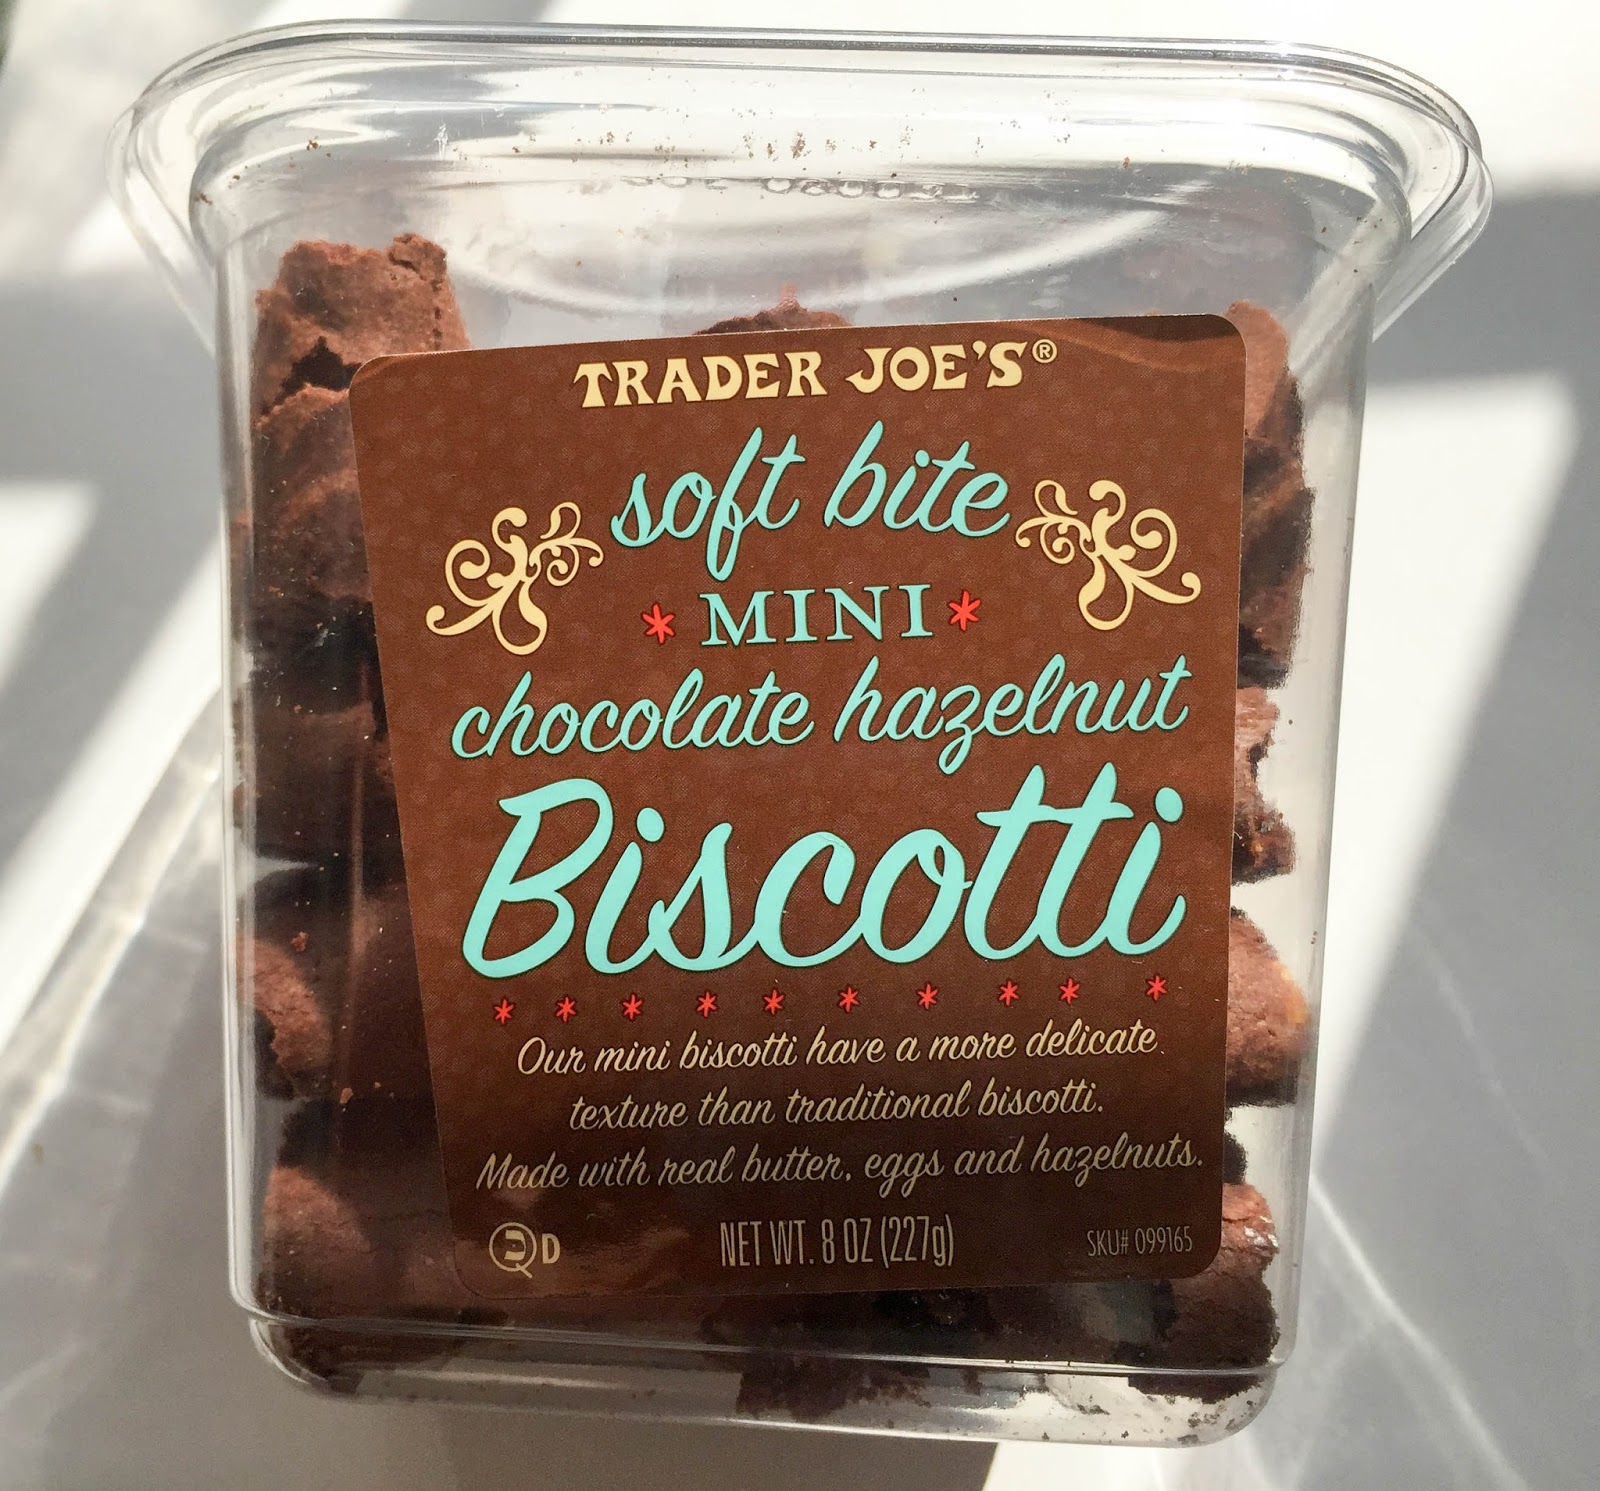 TRADER JOE'S®
soft bite
* MINI *
chocolate hazelnut
Biscotti
* * * * * * * * * *
Our mini biscotti have a more delicate
texture than traditional biscotti.
Made with real butter, eggs and hazelnuts.
D
NET WT. 8 OZ (227g)
SKU# 099165